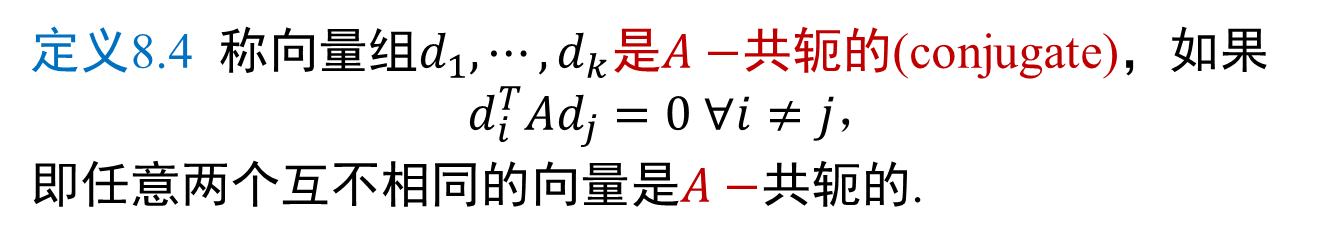 定义8.4 称向量组𝑑₁,⋯,𝑑ₖ是𝐴−共轭的(conjugate)，如果
𝑑ᵢᵀ𝐴𝑑ⱼ = 0 ∀𝑖 ≠ 𝑗，
即任意两个互不相同的向量是𝐴−共轭的.